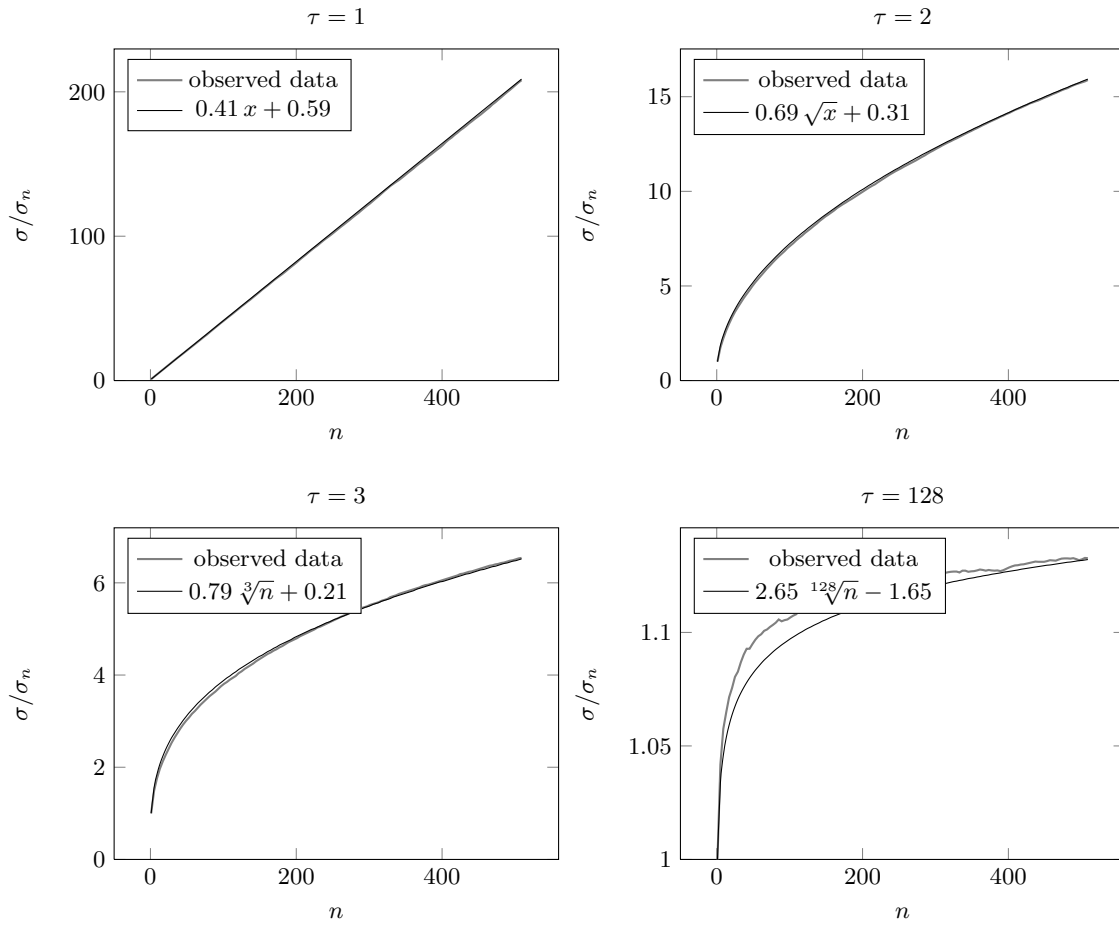 τ = 1
observed data
0.41 x + 0.59
200
100
0
0 200 400
n
σ/σₙ
τ = 2
observed data
0.69 √x + 0.31
15
10
5
0
0 200 400
n
σ/σₙ
τ = 3
observed data
0.79 ∛n + 0.21
6
4
2
0
0 200 400
n
σ/σₙ
τ = 128
observed data
2.65 ¹²⁸√n − 1.65
1.1
1.05
1
0 200 400
n
σ/σₙ